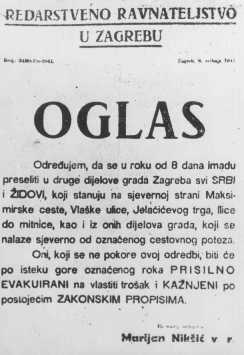 REDARSTVENO RAVNATELJSTVO
U ZAGREBU
Zagreb, 8. svibnja 1941.
OGLAS
Određujem, da se u roku od 8 dana imadu
preseliti u druge dijelove grada Zagreba svi SRBI
i ŽIDOVI, koji stanuju na sjevernoj strani Maksi-
mirske ceste, Vlaške ulice, Jelačićevog trga, Ilice
do mitnice, kao i iz onih dijelova grada, koji se
nalaze sjeverno od označenog cestovnog poteza.
Oni, koji se ne pokore ovoj odredbi, biti će
po isteku gore označenog roka PRISILNO
EVAKUIRANI na vlastiti trošak i KAŽNJENI po
postojećim ZAKONSKIM PROPISIMA.
Marijan Nikšić v r.